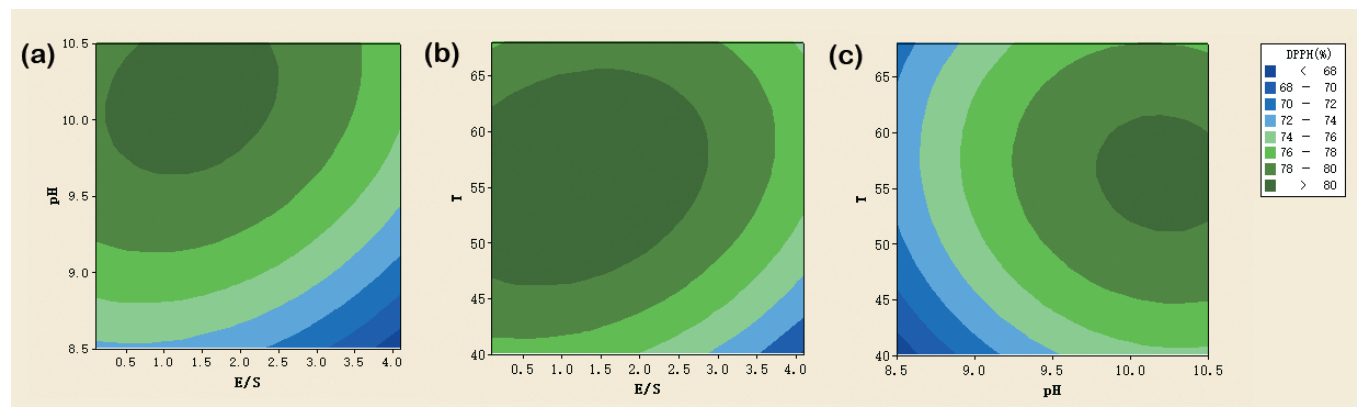 (a)
10.5
10.0
9.5
9.0
8.5
pH
0.5 1.0 1.5 2.0 2.5 3.0 3.5 4.0
E/S
(b)
65
60
55
50
45
40
T
0.5 1.0 1.5 2.0 2.5 3.0 3.5 4.0
E/S
(c)
65
60
55
50
45
40
T
8.5 9.0 9.5 10.0 10.5
pH
DPPH(%)
< 68
68 – 70
70 – 72
72 – 74
74 – 76
76 – 78
78 – 80
> 80